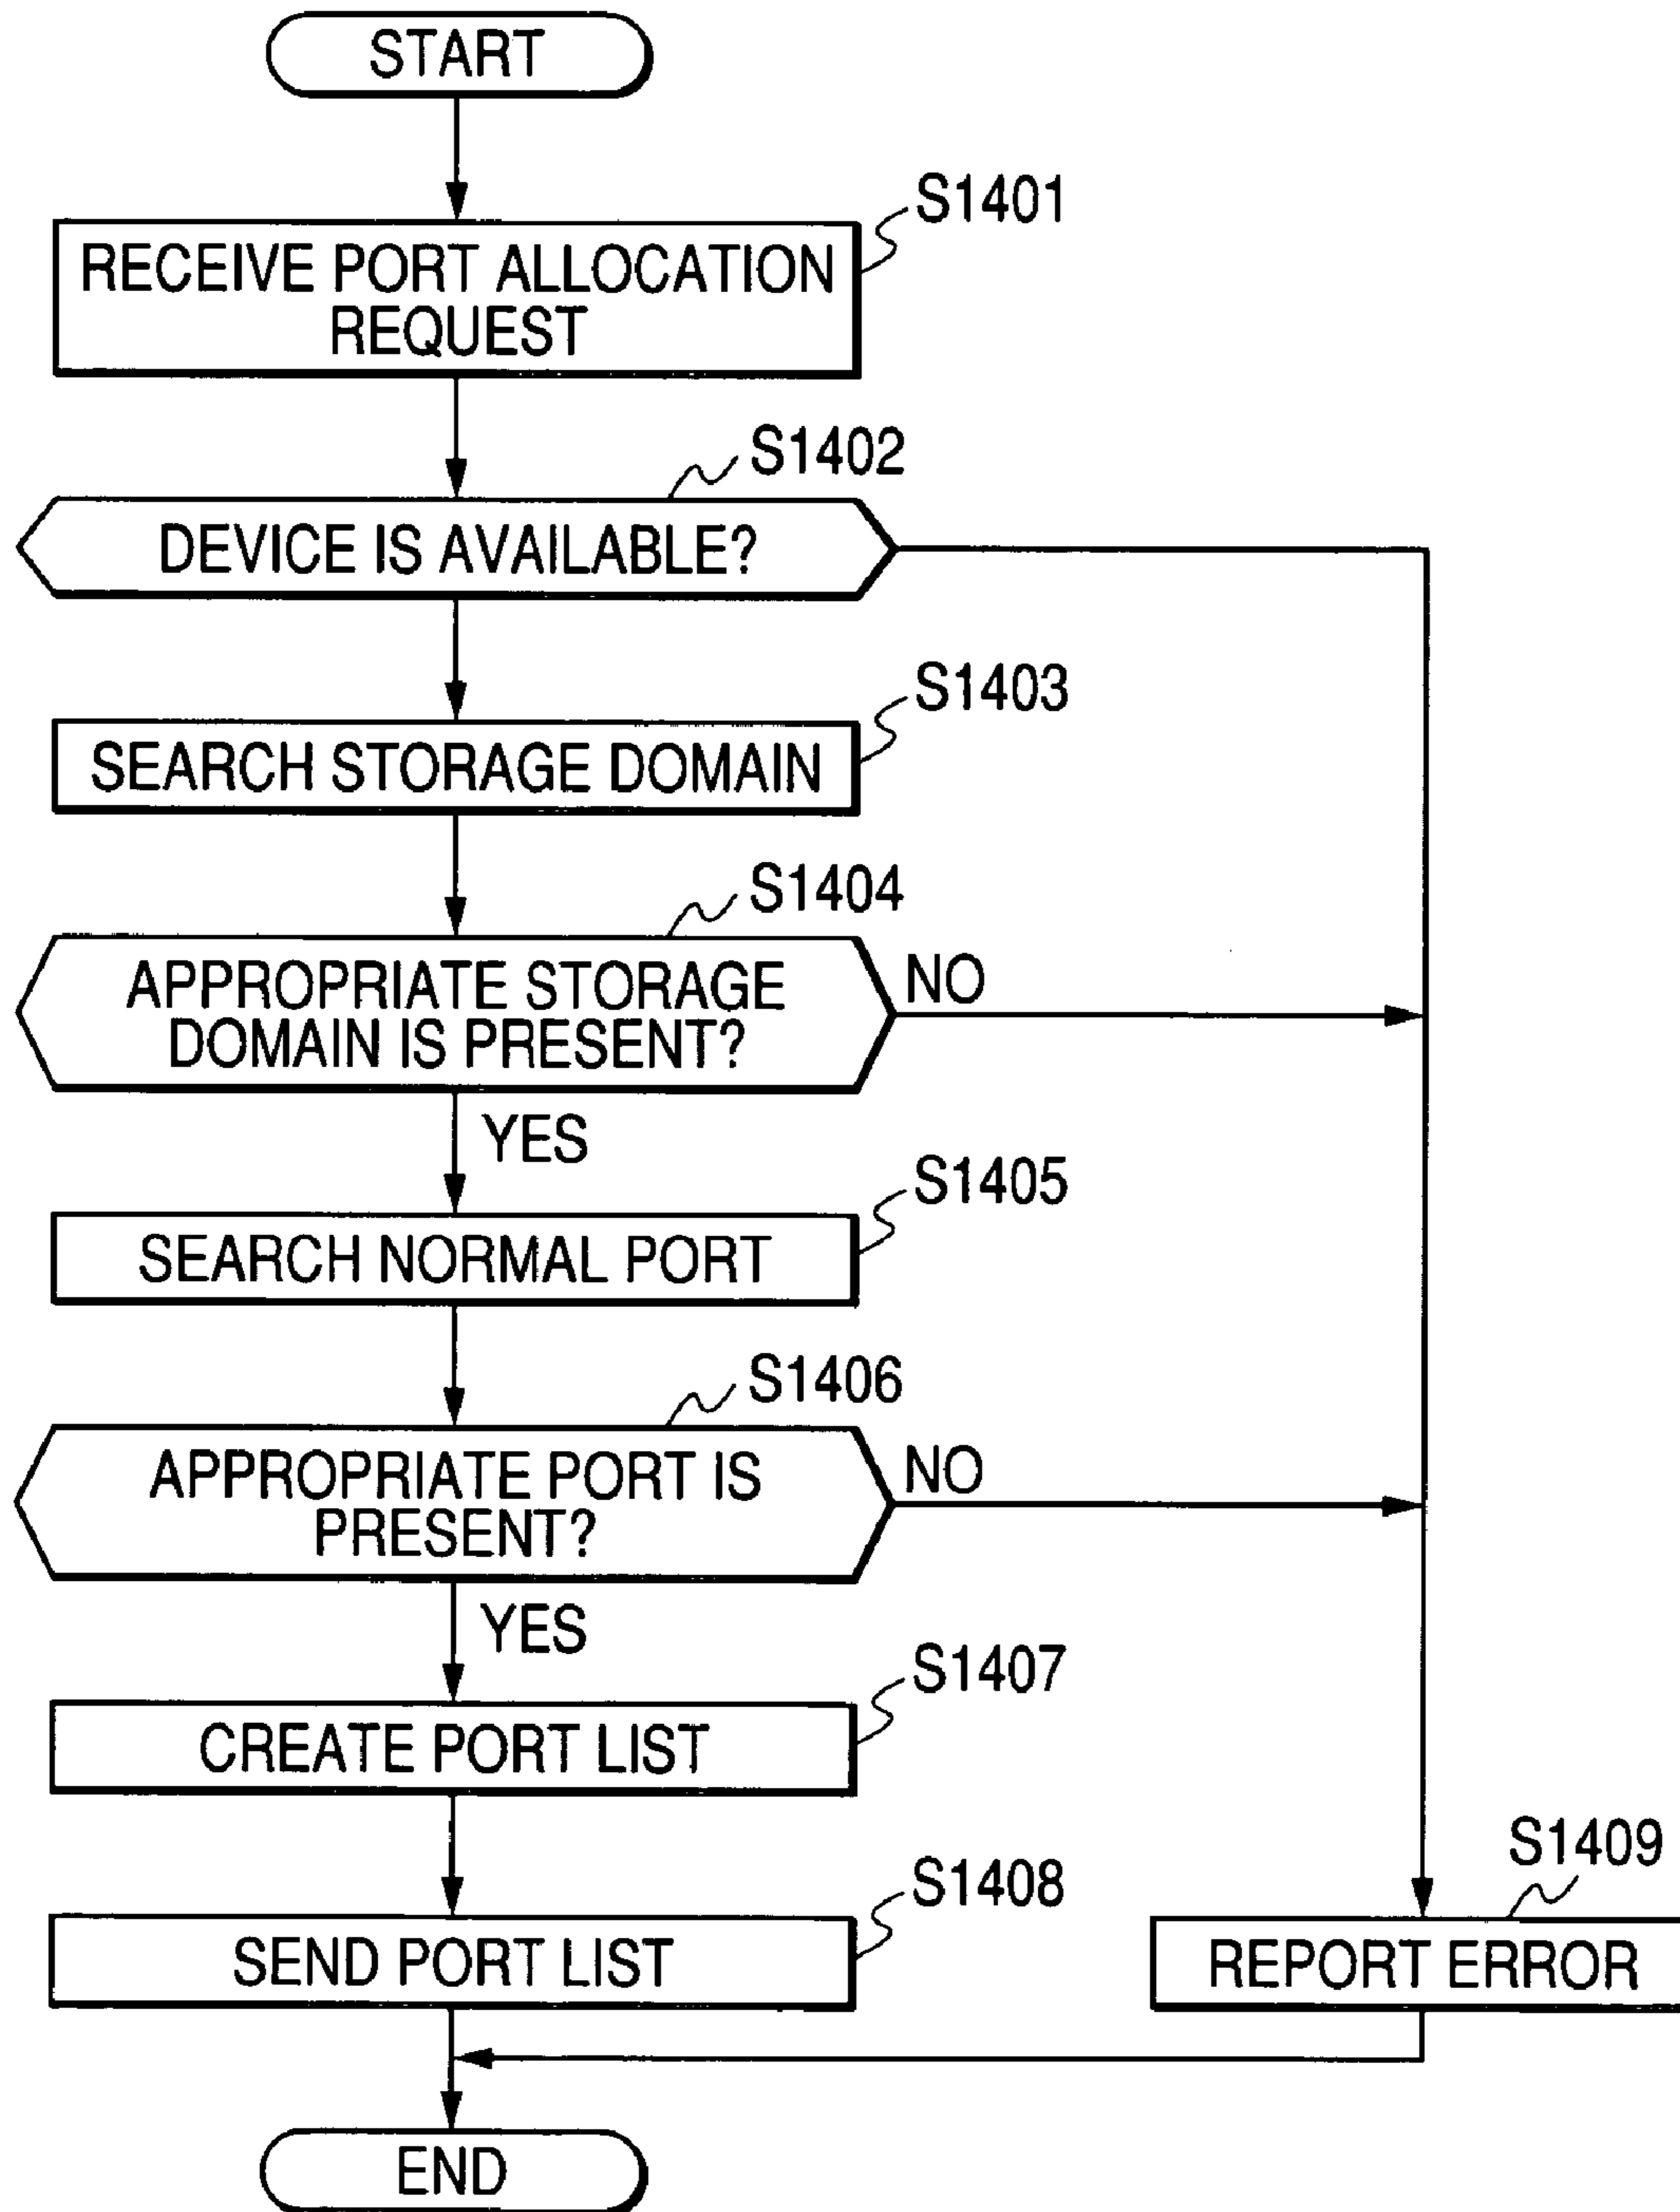 START
S1401
RECEIVE PORT ALLOCATION
REQUEST
S1402
DEVICE IS AVAILABLE?
S1403
SEARCH STORAGE DOMAIN
S1404
APPROPRIATE STORAGE
DOMAIN IS PRESENT?
NO
YES
S1405
SEARCH NORMAL PORT
S1406
APPROPRIATE PORT IS
PRESENT?
NO
YES
S1407
CREATE PORT LIST
S1408
SEND PORT LIST
S1409
REPORT ERROR
END